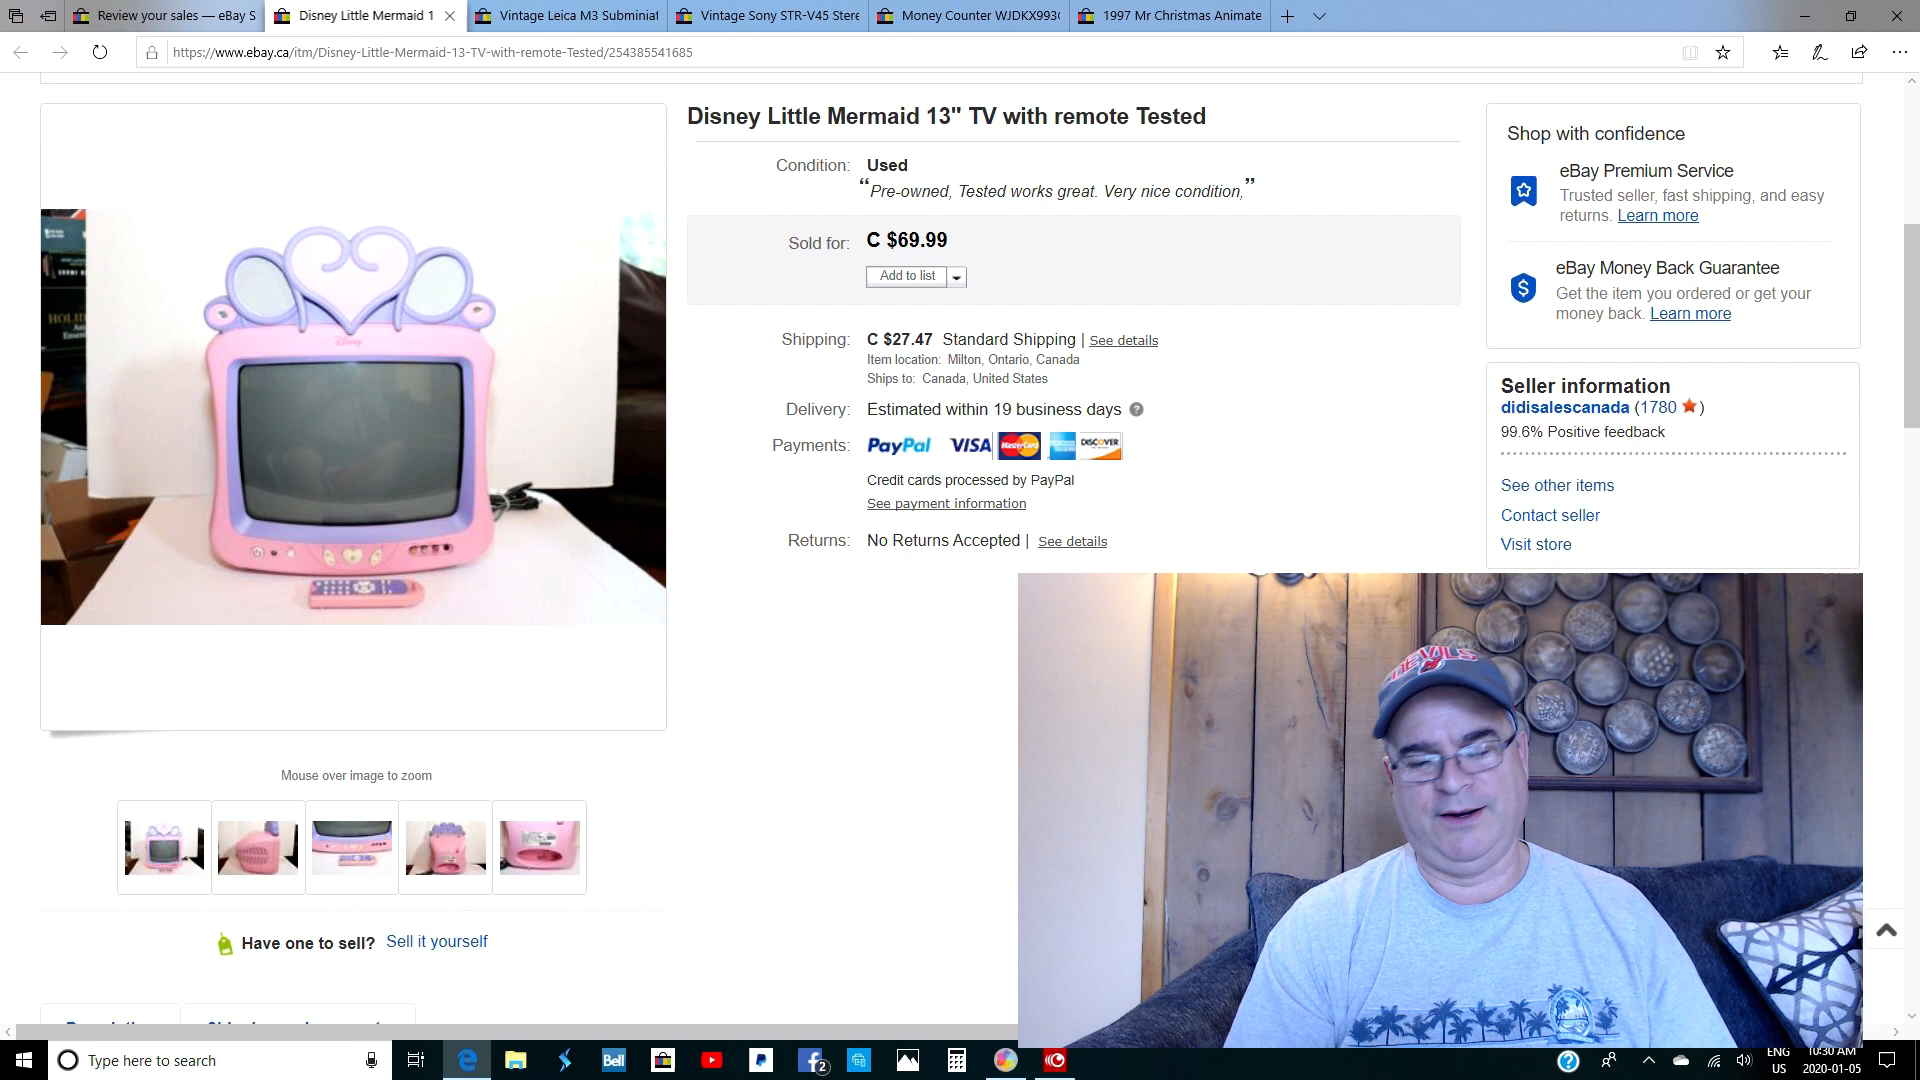 Review your sales — eBay S
Disney Little Mermaid 1
Vintage Leica M3 Subminiat
Vintage Sony STR-V45 Stere
Money Counter WJDKX993
1997 Mr Christmas Animate
https://www.ebay.ca/itm/Disney-Little-Mermaid-13-TV-with-remote-Tested/254385541685
Disney Little Mermaid 13" TV with remote Tested
Condition: Used
“Pre-owned, Tested works great. Very nice condition,”
Sold for: C $69.99
Add to list
Shipping: C $27.47 Standard Shipping | See details
Item location: Milton, Ontario, Canada
Ships to: Canada, United States
Delivery: Estimated within 19 business days
Payments: PayPal VISA MasterCard DISCOVER
Credit cards processed by PayPal
See payment information
Returns: No Returns Accepted | See details
Shop with confidence
eBay Premium Service
Trusted seller, fast shipping, and easy
returns. Learn more
eBay Money Back Guarantee
Get the item you ordered or get your
money back. Learn more
Seller information
didisalescanada (1780)
99.6% Positive feedback
See other items
Contact seller
Visit store
Disney
Mouse over image to zoom
Have one to sell? Sell it yourself
DEVILS
Type here to search
Bell
2
ENG
US
10:30 AM
2020-01-05